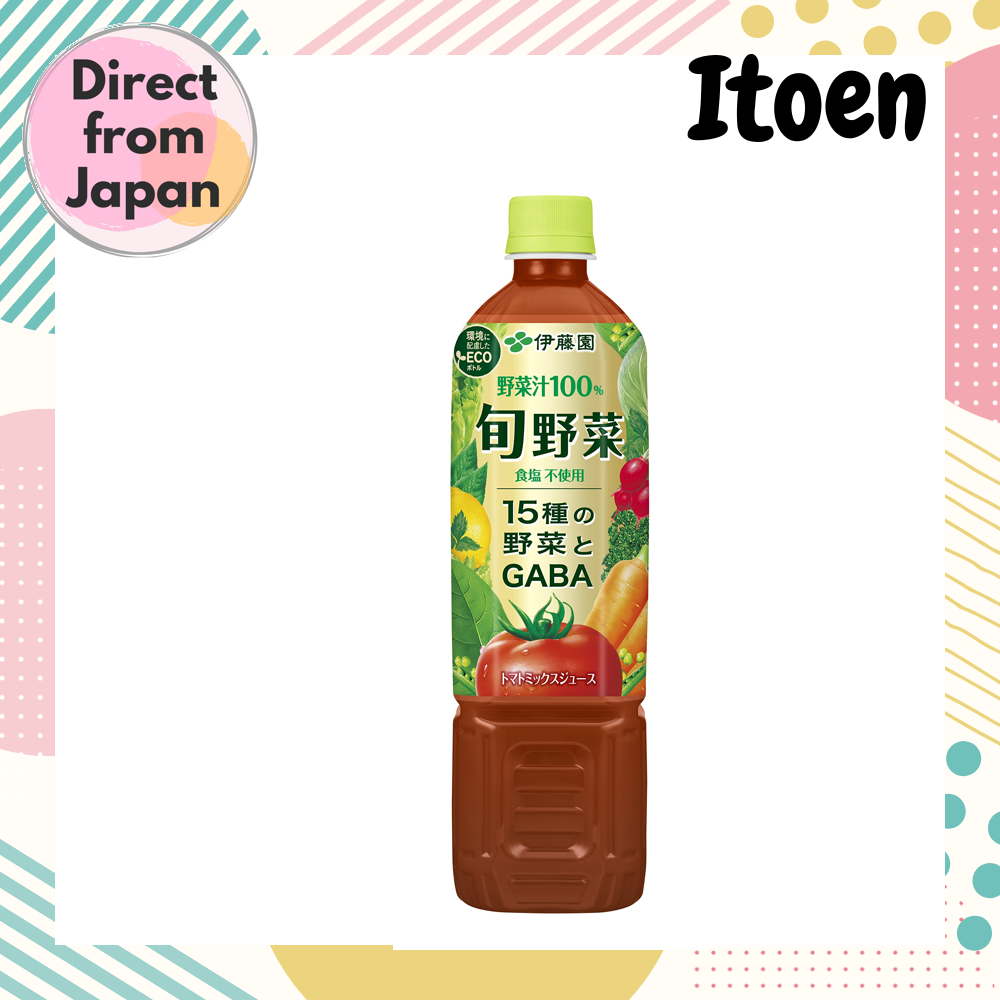 Direct
from
Japan
Itoen
環境に
配慮した
ECO
ボトル
伊藤園
野菜汁100%
旬野菜
食塩 不使用
15種の
野菜と
GABA
トマトミックスジュース